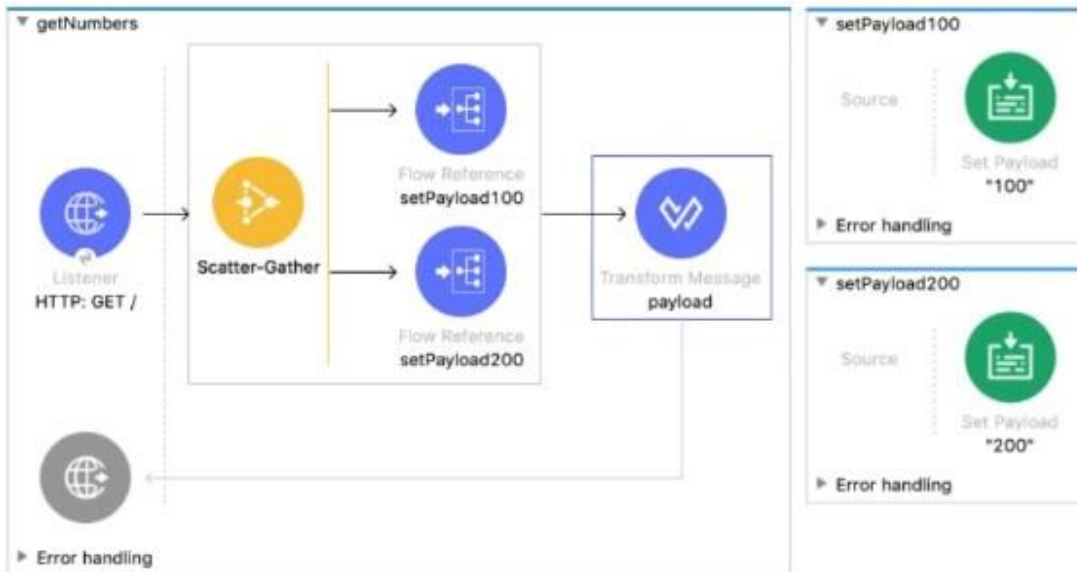 getNumbers
Listener
HTTP: GET /
Scatter-Gather
Flow Reference
setPayload100
Flow Reference
setPayload200
Transform Message
payload
Error handling
setPayload100
Source
Set Payload
"100"
Error handling
setPayload200
Source
Set Payload
"200"
Error handling